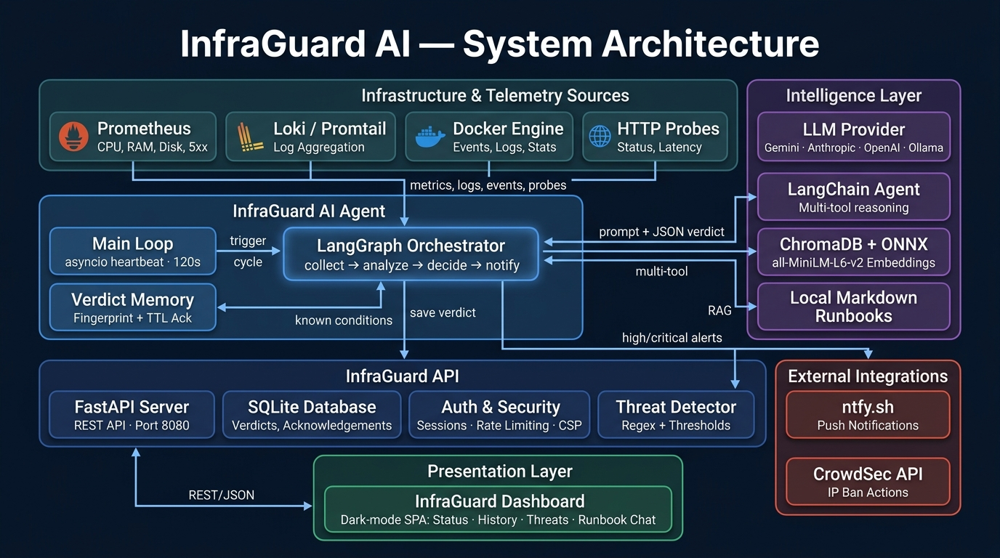 InfraGuard AI — System Architecture
Infrastructure & Telemetry Sources
Prometheus
CPU, RAM, Disk, 5xx
Loki / Promtail
Log Aggregation
Docker Engine
Events, Logs, Stats
HTTP Probes
Status, Latency
metrics, logs, events, probes
Intelligence Layer
LLM Provider
Gemini · Anthropic · OpenAI · Ollama
LangChain Agent
Multi-tool reasoning
ChromaDB + ONNX
all-MiniLM-L6-v2 Embeddings
Local Markdown
Runbooks
InfraGuard AI Agent
Main Loop
asyncio heartbeat · 120s
trigger
cycle
LangGraph Orchestrator
collect → analyze → decide → notify
Verdict Memory
Fingerprint + TTL Ack
known conditions
save verdict
prompt + JSON verdict
multi-tool
RAG
high/critical alerts
InfraGuard API
FastAPI Server
REST API · Port 8080
SQLite Database
Verdicts, Acknowledgements
Auth & Security
Sessions · Rate Limiting · CSP
Threat Detector
Regex + Thresholds
External Integrations
ntfy.sh
Push Notifications
CrowdSec API
IP Ban Actions
REST/JSON
Presentation Layer
InfraGuard Dashboard
Dark-mode SPA: Status · History · Threats · Runbook Chat